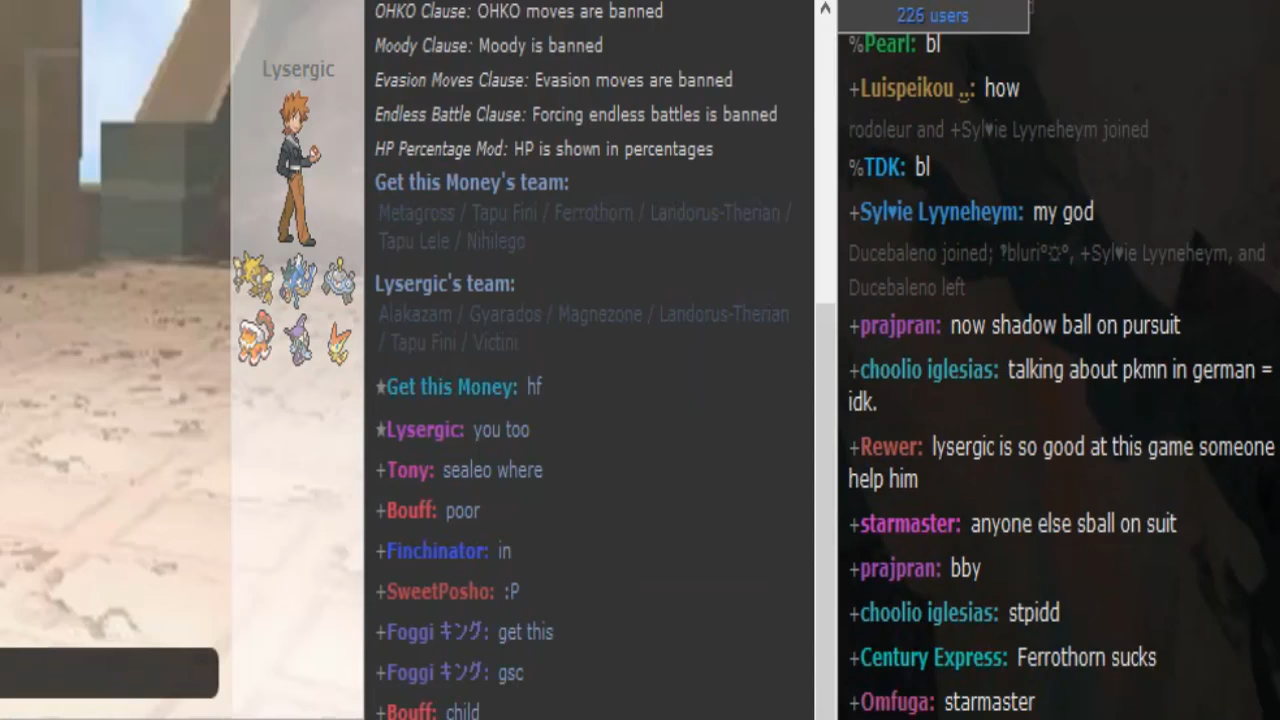 Lysergic
OHKO Clause: OHKO moves are banned
Moody Clause: Moody is banned
Evasion Moves Clause: Evasion moves are banned
Endless Battle Clause: Forcing endless battles is banned
HP Percentage Mod: HP is shown in percentages
Get this Money's team:
Metagross / Tapu Fini / Ferrothorn / Landorus-Therian /
Tapu Lele / Nihilego
Lysergic's team:
Alakazam / Gyarados / Magnezone / Landorus-Therian
/ Tapu Fini / Victini
★Get this Money: hf
★Lysergic: you too
+Tony: sealeo where
+Bouff: poor
+Finchinator: in
+SweetPosho: :P
+Foggi キング: get this
+Foggi キング: gsc
+Bouff: child
226 users
%Pearl: bl
+Luispeikou ._.: how
rodoleur and +Syl♥ie Lyyneheym joined
%TDK: bl
+Syl♥ie Lyyneheym: my god
Ducebaleno joined; ‽bluri°☼°, +Syl♥ie Lyyneheym, and
Ducebaleno left
+prajpran: now shadow ball on pursuit
+choolio iglesias: talking about pkmn in german =
idk.
+Rewer: lysergic is so good at this game someone
help him
+starmaster: anyone else sball on suit
+prajpran: bby
+choolio iglesias: stpidd
+Century Express: Ferrothorn sucks
+Omfuga: starmaster